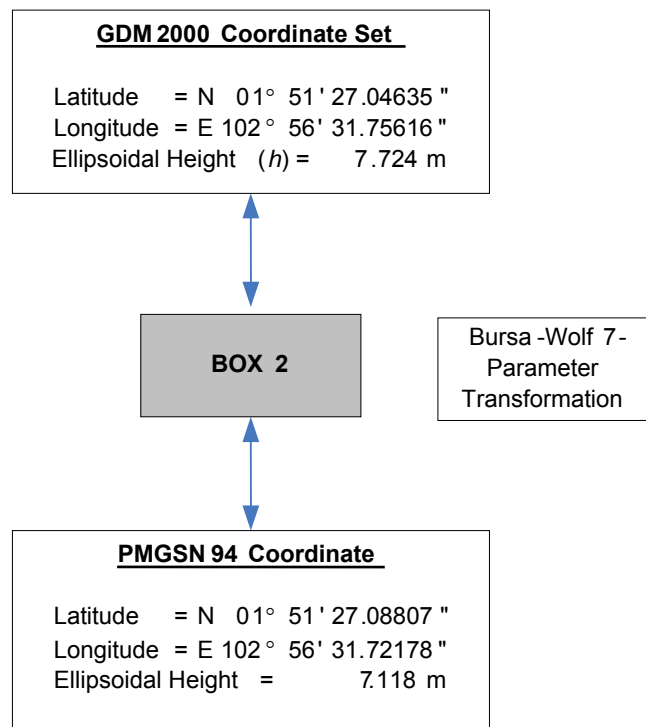 GDM 2000 Coordinate Set
Latitude = N 01° 51' 27.04635 "
Longitude = E 102° 56' 31.75616 "
Ellipsoidal Height (h) = 7.724 m
BOX 2
Bursa -Wolf 7-
Parameter
Transformation
PMGSN 94 Coordinate
Latitude = N 01° 51' 27.08807 "
Longitude = E 102° 56' 31.72178 "
Ellipsoidal Height = 7.118 m